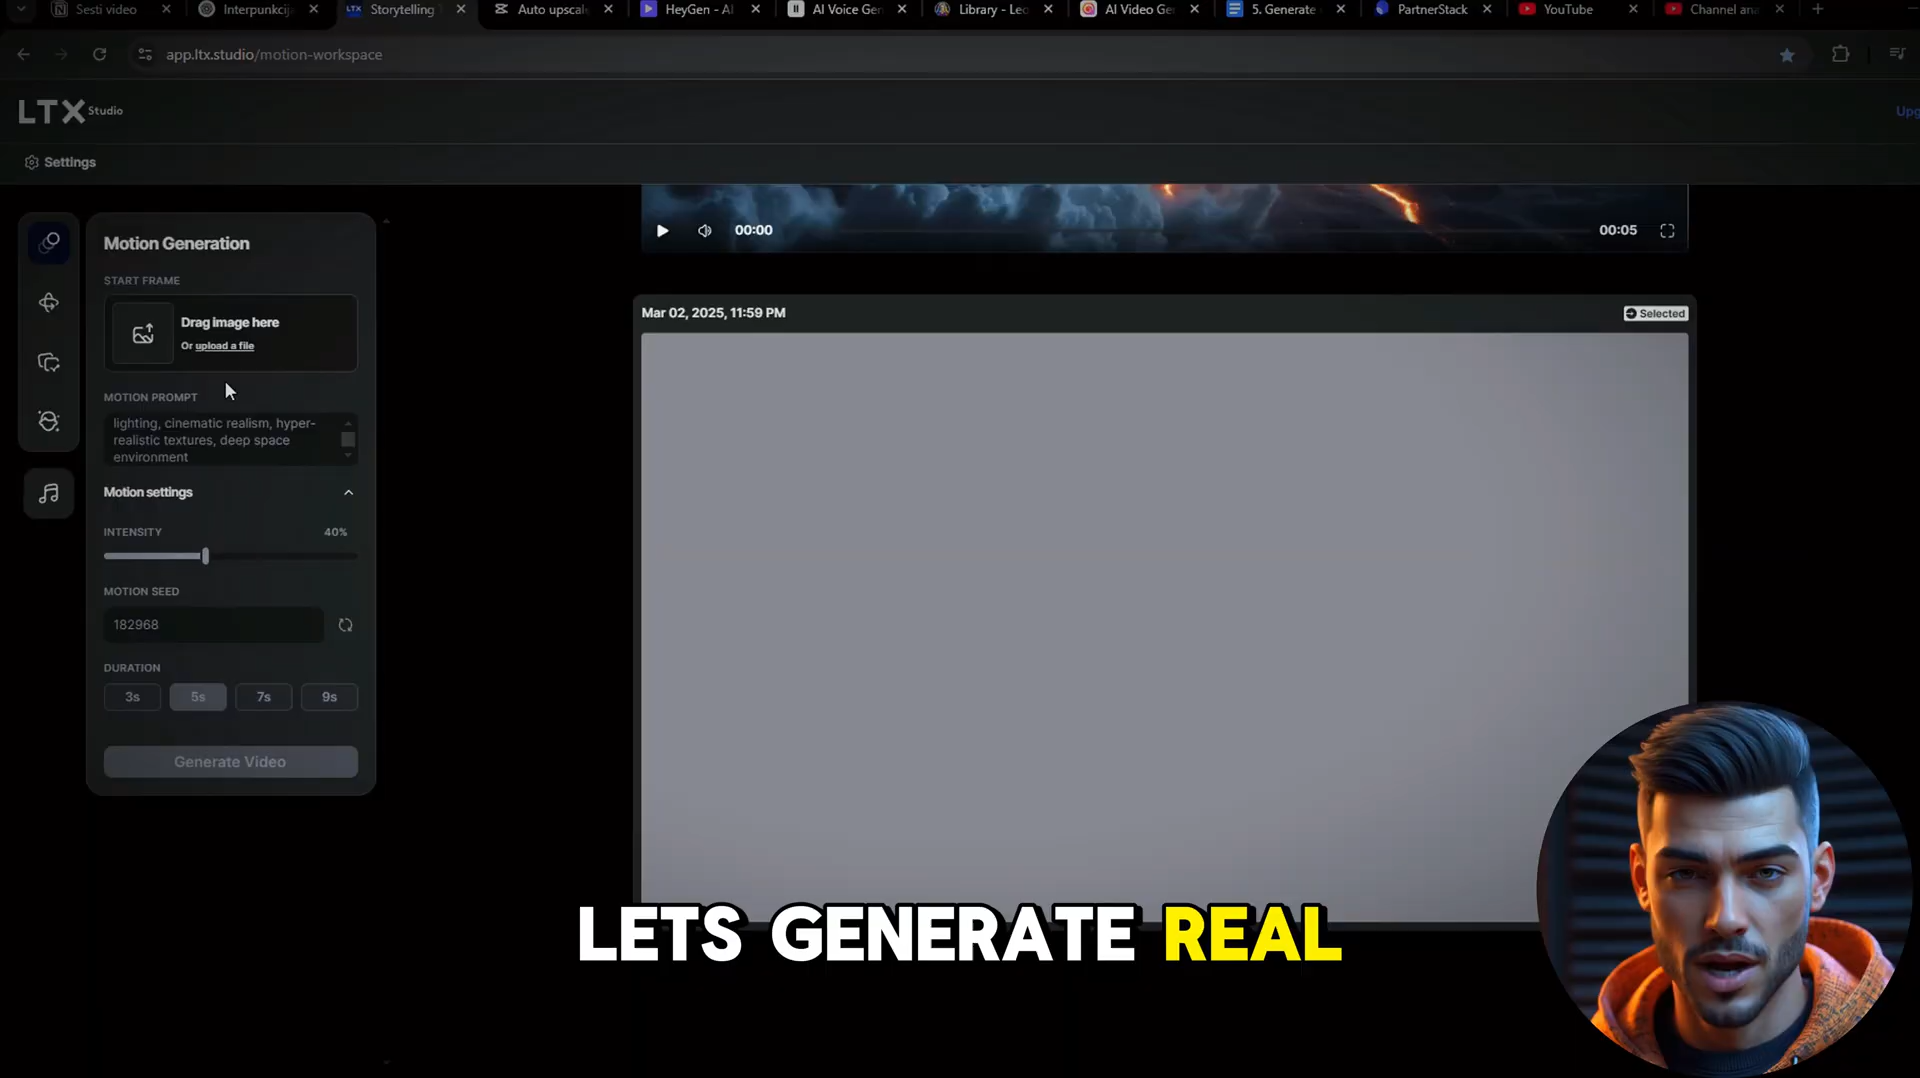 Sesti video
Interpunkcij
LTX
Storytelling T
Auto upscal
HeyGen - AI
AI Voice Gen
Library - Leo
AI Video Ge
5. Generate
PartnerStack
YouTube
Channel ana
app.ltx.studio/motion-workspace
LTX Studio
Upg
Settings
00:00
00:05
Motion Generation
START FRAME
Drag image here
Or upload a file
MOTION PROMPT
lighting, cinematic realism, hyper-
realistic textures, deep space
environment
Motion settings
INTENSITY
40%
MOTION SEED
182968
DURATION
3s
5s
7s
9s
Generate Video
Mar 02, 2025, 11:59 PM
Selected
LETS GENERATE REAL